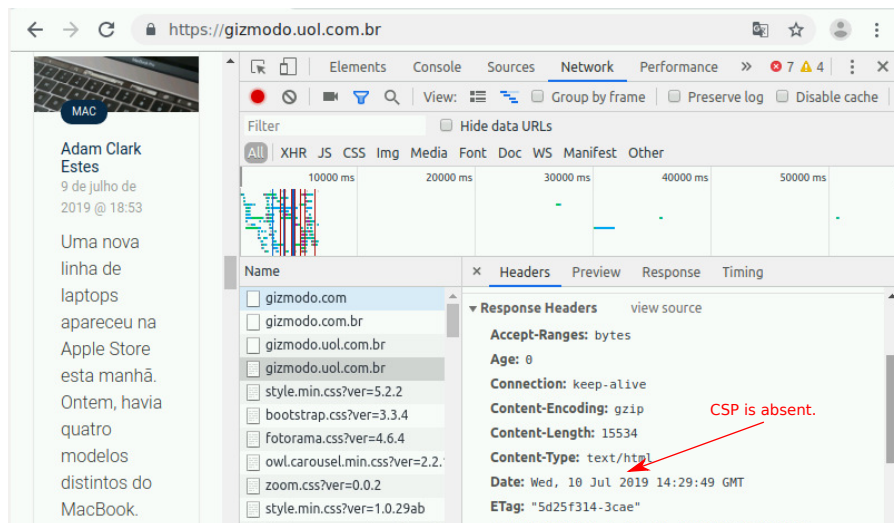 https://gizmodo.uol.com.br
MAC
Adam Clark
Estes
9 de julho de
2019 @ 18:53
Uma nova
linha de
laptops
apareceu na
Apple Store
esta manhã.
Ontem, havia
quatro
modelos
distintos do
MacBook.
Elements Console Sources Network Performance » 7 4
View: Group by frame Preserve log Disable cache
Filter Hide data URLs
All XHR JS CSS Img Media Font Doc WS Manifest Other
10000 ms 20000 ms 30000 ms 40000 ms 50000 ms
Name
gizmodo.com
gizmodo.com.br
gizmodo.uol.com.br
gizmodo.uol.com.br
style.min.css?ver=5.2.2
bootstrap.css?ver=3.3.4
fotorama.css?ver=4.6.4
owl.carousel.min.css?ver=2.2.
zoom.css?ver=0.0.2
style.min.css?ver=1.0.29ab
× Headers Preview Response Timing
Response Headers view source
Accept-Ranges: bytes
Age: 0
Connection: keep-alive
Content-Encoding: gzip
Content-Length: 15534
Content-Type: text/html
Date: Wed, 10 Jul 2019 14:29:49 GMT
ETag: "5d25f314-3cae"
CSP is absent.